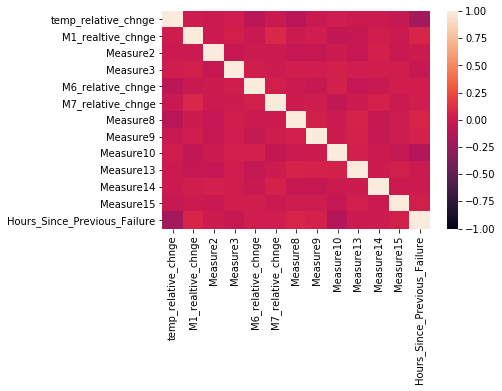 temp_relative_chnge
M1_realtive_chnge
Measure2
Measure3
M6_relative_chnge
M7_relative_chnge
Measure8
Measure9
Measure10
Measure13
Measure14
Measure15
Hours_Since_Previous_Failure
temp_relative_chnge
M1_realtive_chnge
Measure2
Measure3
M6_relative_chnge
M7_relative_chnge
Measure8
Measure9
Measure10
Measure13
Measure14
Measure15
Hours_Since_Previous_Failure
1.00
0.75
0.50
0.25
0.00
−0.25
−0.50
−0.75
−1.00